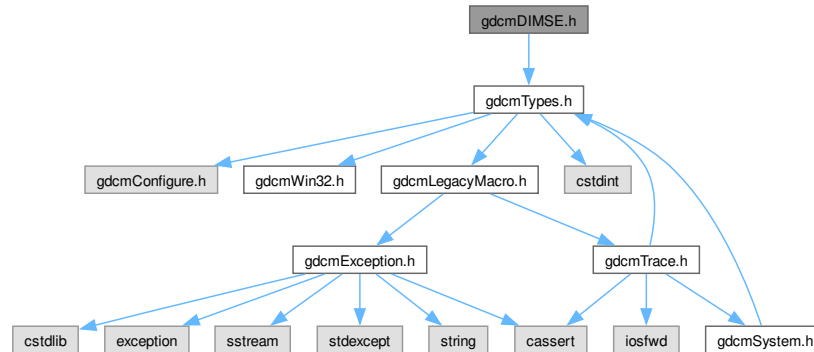 gdcmDIMSE.h
gdcmTypes.h
gdcmConfigure.h
gdcmWin32.h
gdcmLegacyMacro.h
cstdint
gdcmException.h
gdcmTrace.h
cstdlib
exception
sstream
stdexcept
string
cassert
iosfwd
gdcmSystem.h